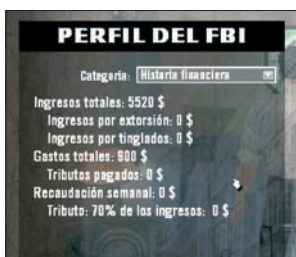 PERFIL DEL FBI
Categoría: Historia financiera
Ingresos totales: 5520 $
Ingresos por extorsión: 0 $
Ingresos por tinglados: 0 $
Gastos totales: 900 $
Tributos pagados: 0 $
Recaudación semanal: 0 $
Tributo: 70% de los ingresos: 0 $